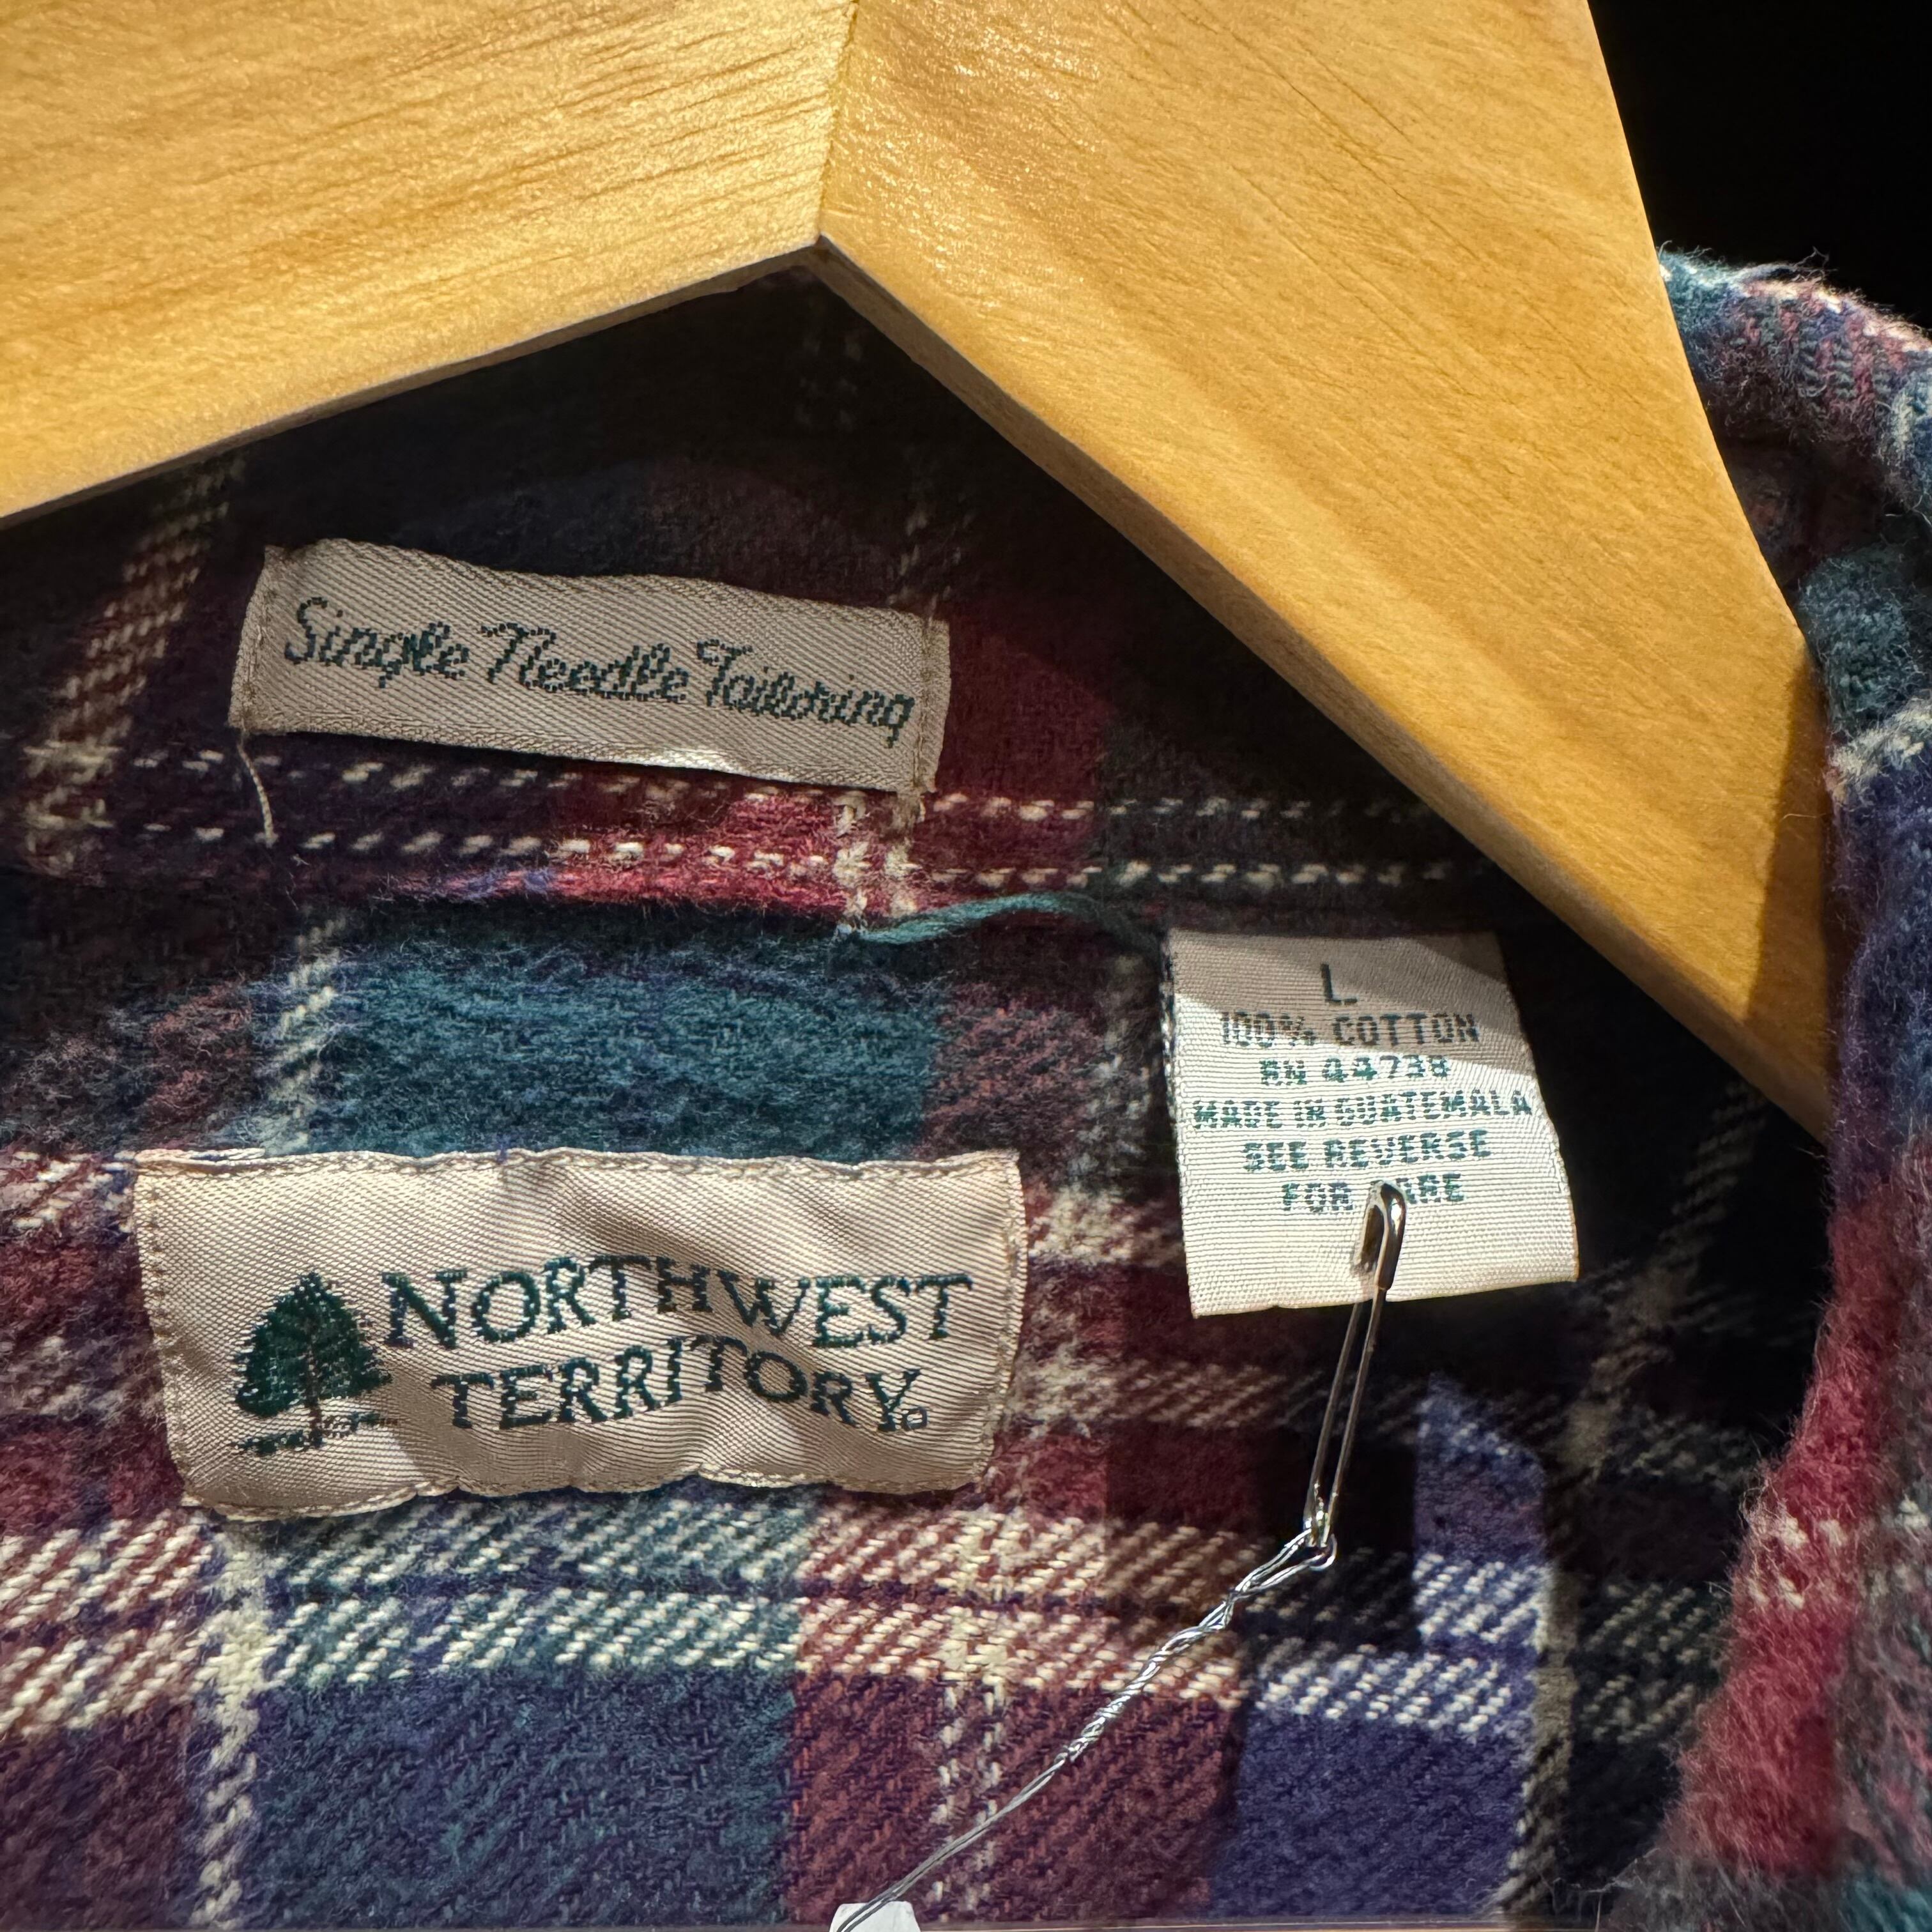 Single Needle Tailoring
L
100% COTTON
RN 44738
MADE IN GUATEMALA
SEE REVERSE
FOR CARE
NORTHWEST
TERRITORY®